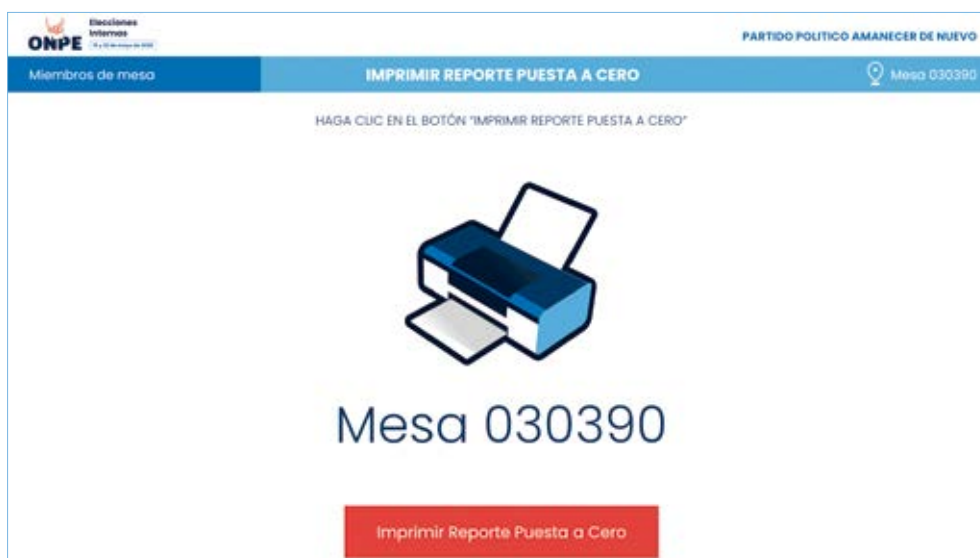 ONPE
Elecciones
Internas
PARTIDO POLITICO AMANECER DE NUEVO
Miembros de mesa
IMPRIMIR REPORTE PUESTA A CERO
Mesa 030390
HAGA CLIC EN EL BOTÓN "IMPRIMIR REPORTE PUESTA A CERO"
Mesa 030390
Imprimir Reporte Puesta a Cero